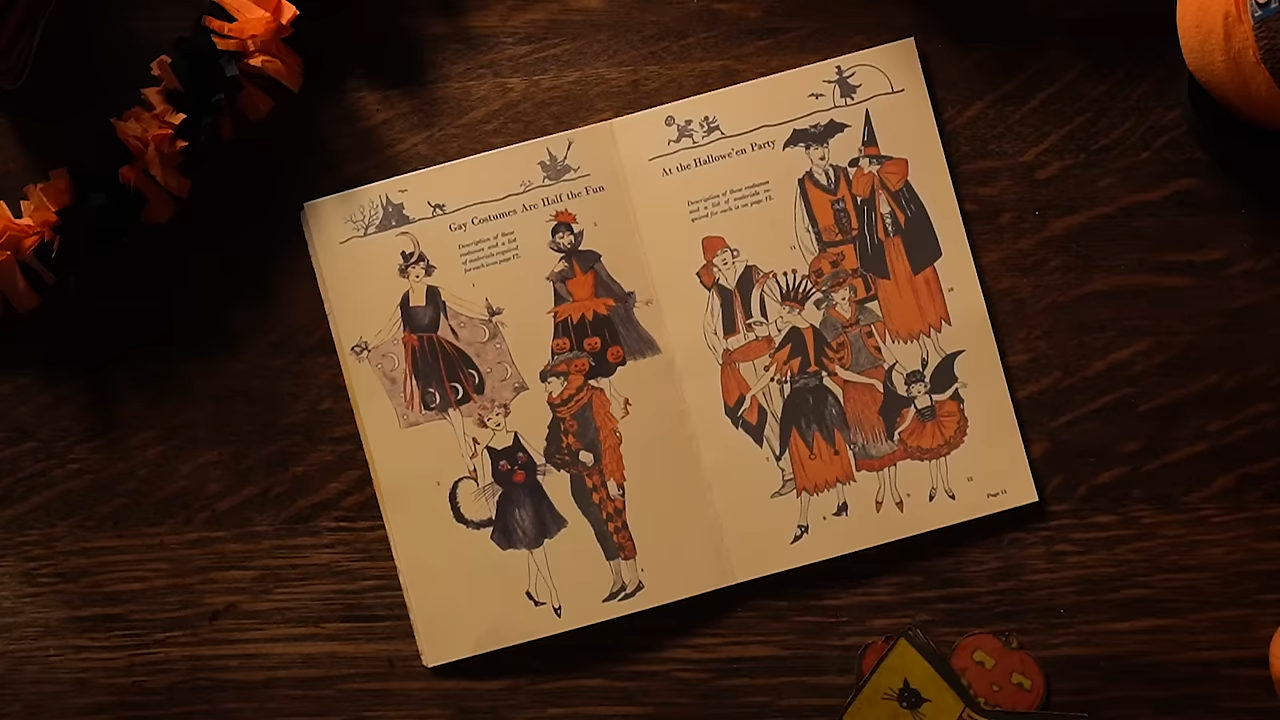 Gay Costumes Are Half the Fun
Description of these
costumes and a list
of materials required
for each is on page 12.
At the Hallowe'en Party
Description of these costumes
and a list of materials re-
quired for each is on page 12.
Page 11